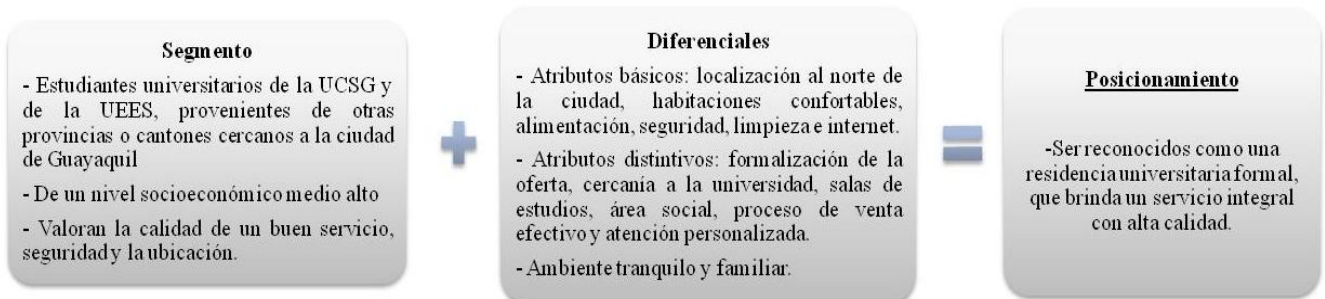 Segmento
- Estudiantes universitarios de la UCSG y
de la UEES, provenientes de otras
provincias o cantones cercanos a la ciudad
de Guayaquil
- De un nivel socioeconómico medio alto
- Valoran la calidad de un buen servicio,
seguridad y la ubicación.
Diferenciales
- Atributos básicos: localización al norte de
la ciudad, habitaciones confortables,
alimentación, seguridad, limpieza e internet.
- Atributos distintivos: formalización de la
oferta, cercanía a la universidad, salas de
estudios, área social, proceso de venta
efectivo y atención personalizada.
- Ambiente tranquilo y familiar.
Posicionamiento
-Ser reconocidos como una
residencia universitaria formal,
que brinda un servicio integral
con alta calidad.